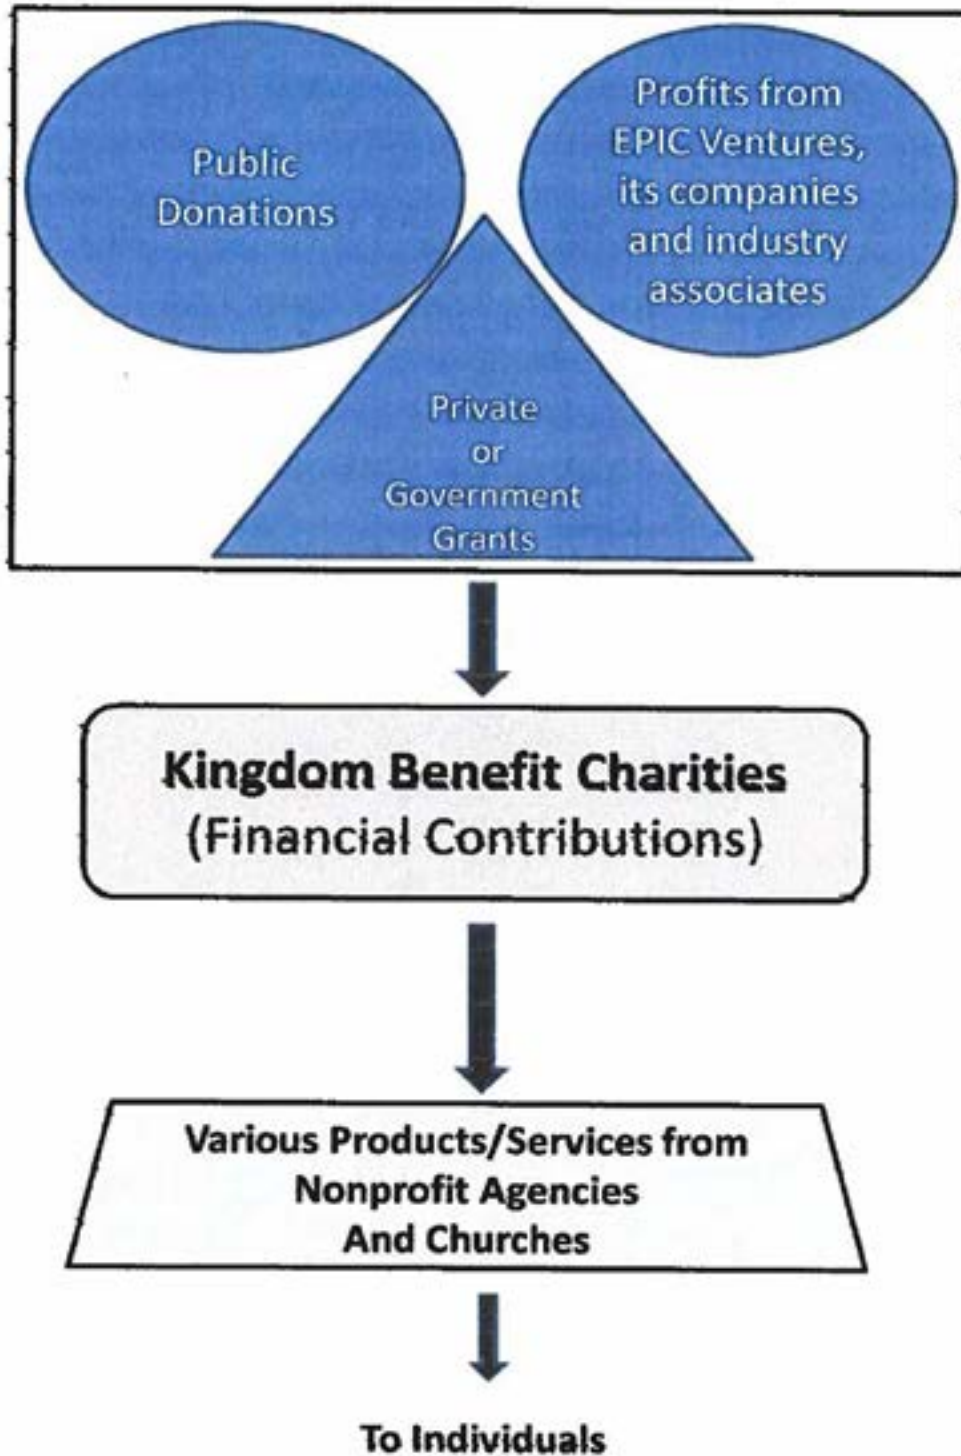 Public
Donations
Profits from
EPIC Ventures,
its companies
and industry
associates
Private
or
Government
Grants
Kingdom Benefit Charities
(Financial Contributions)
Various Products/Services from
Nonprofit Agencies
And Churches
To Individuals